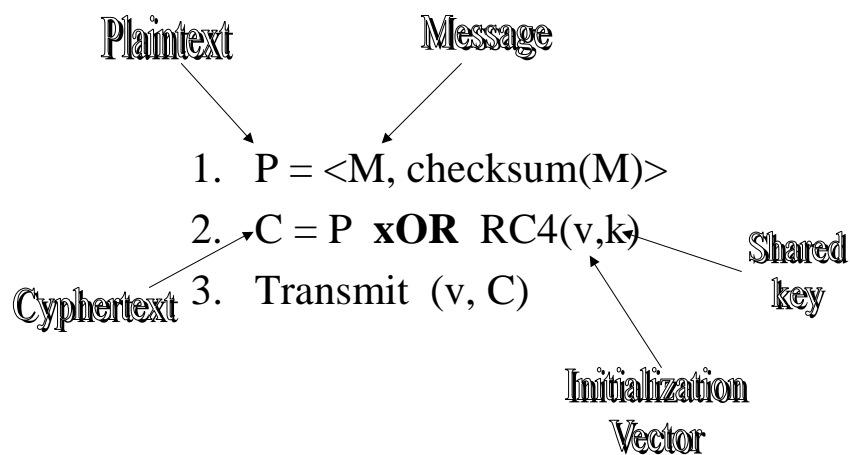 Plaintext
Message
1. P = <M, checksum(M)>
2. C = P xOR RC4(v,k)
Shared
key
Cyphertext
3. Transmit (v, C)
Initialization
Vector